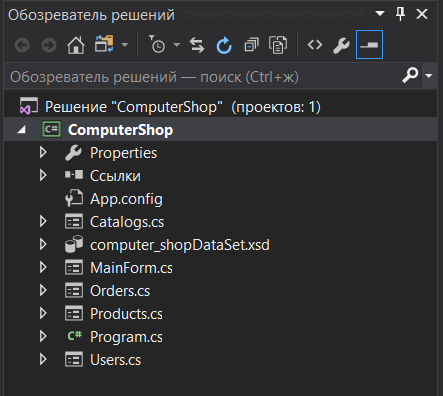 Обозреватель решений
Обозреватель решений — поиск (Ctrl+ж)
Решение "ComputerShop" (проектов: 1)
C# ComputerShop
Properties
Ссылки
App.config
Catalogs.cs
computer_shopDataSet.xsd
MainForm.cs
Orders.cs
Products.cs
C# Program.cs
Users.cs